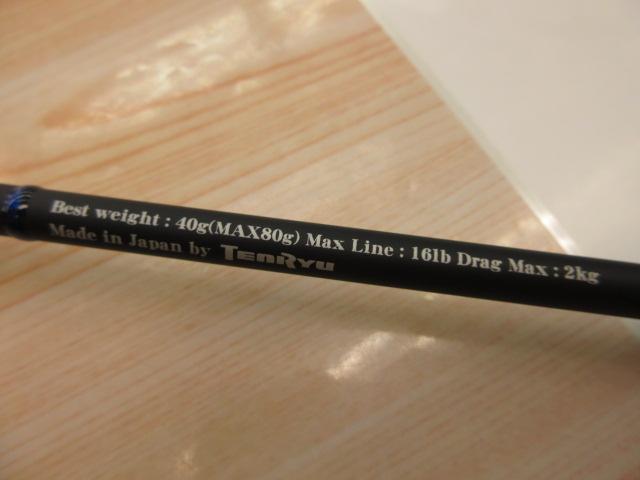 Best weight : 40g(MAX80g) Max Line : 16lb Drag Max : 2kg
Made in Japan by TENRYU